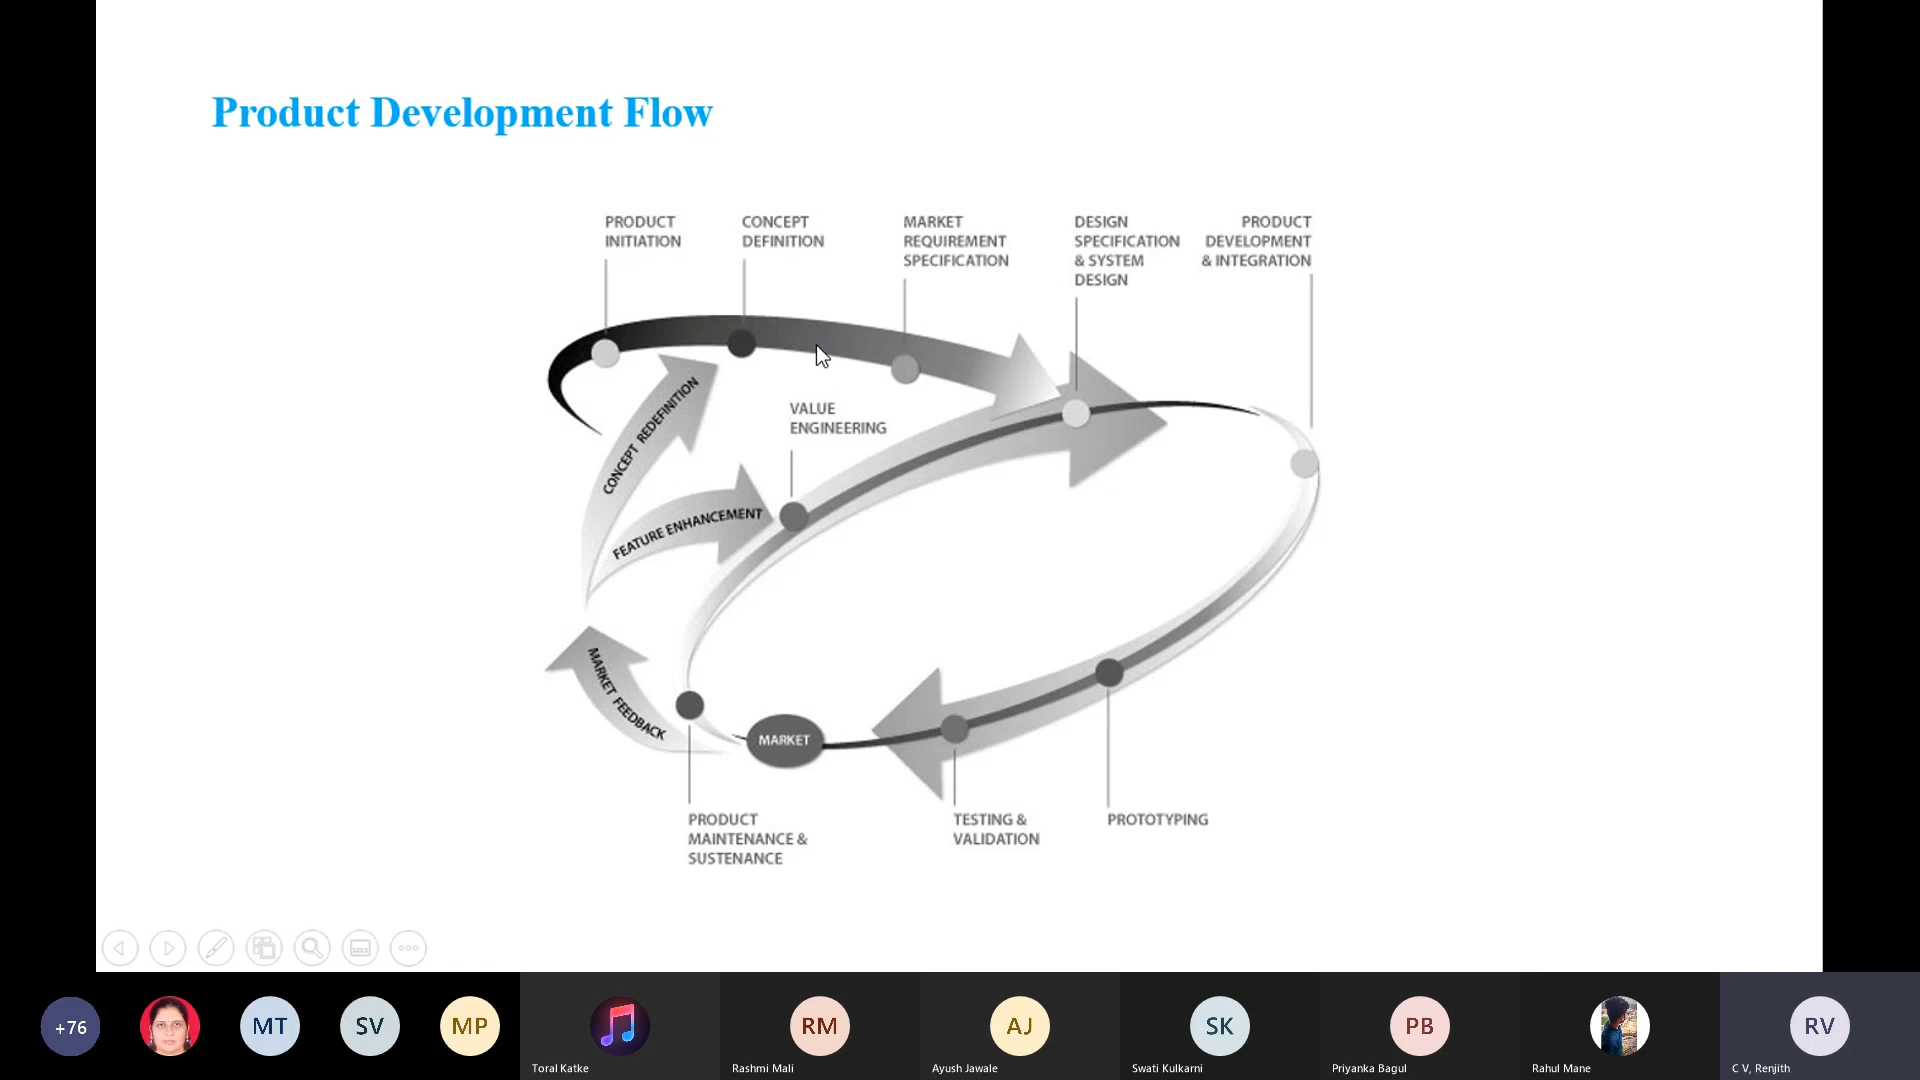 Product Development Flow
PRODUCT
INITIATION
CONCEPT
DEFINITION
MARKET
REQUIREMENT
SPECIFICATION
DESIGN
SPECIFICATION
& SYSTEM
DESIGN
PRODUCT
DEVELOPMENT
& INTEGRATION
CONCEPT REDEFINITION
VALUE
ENGINEERING
FEATURE ENHANCEMENT
MARKET FEEDBACK
MARKET
PRODUCT
MAINTENANCE &
SUSTENANCE
TESTING &
VALIDATION
PROTOTYPING
+76
MT
SV
MP
Toral Katke
RM
Rashmi Mali
AJ
Ayush Jawale
SK
Swati Kulkarni
PB
Priyanka Bagul
Rahul Mane
RV
C V, Renjith